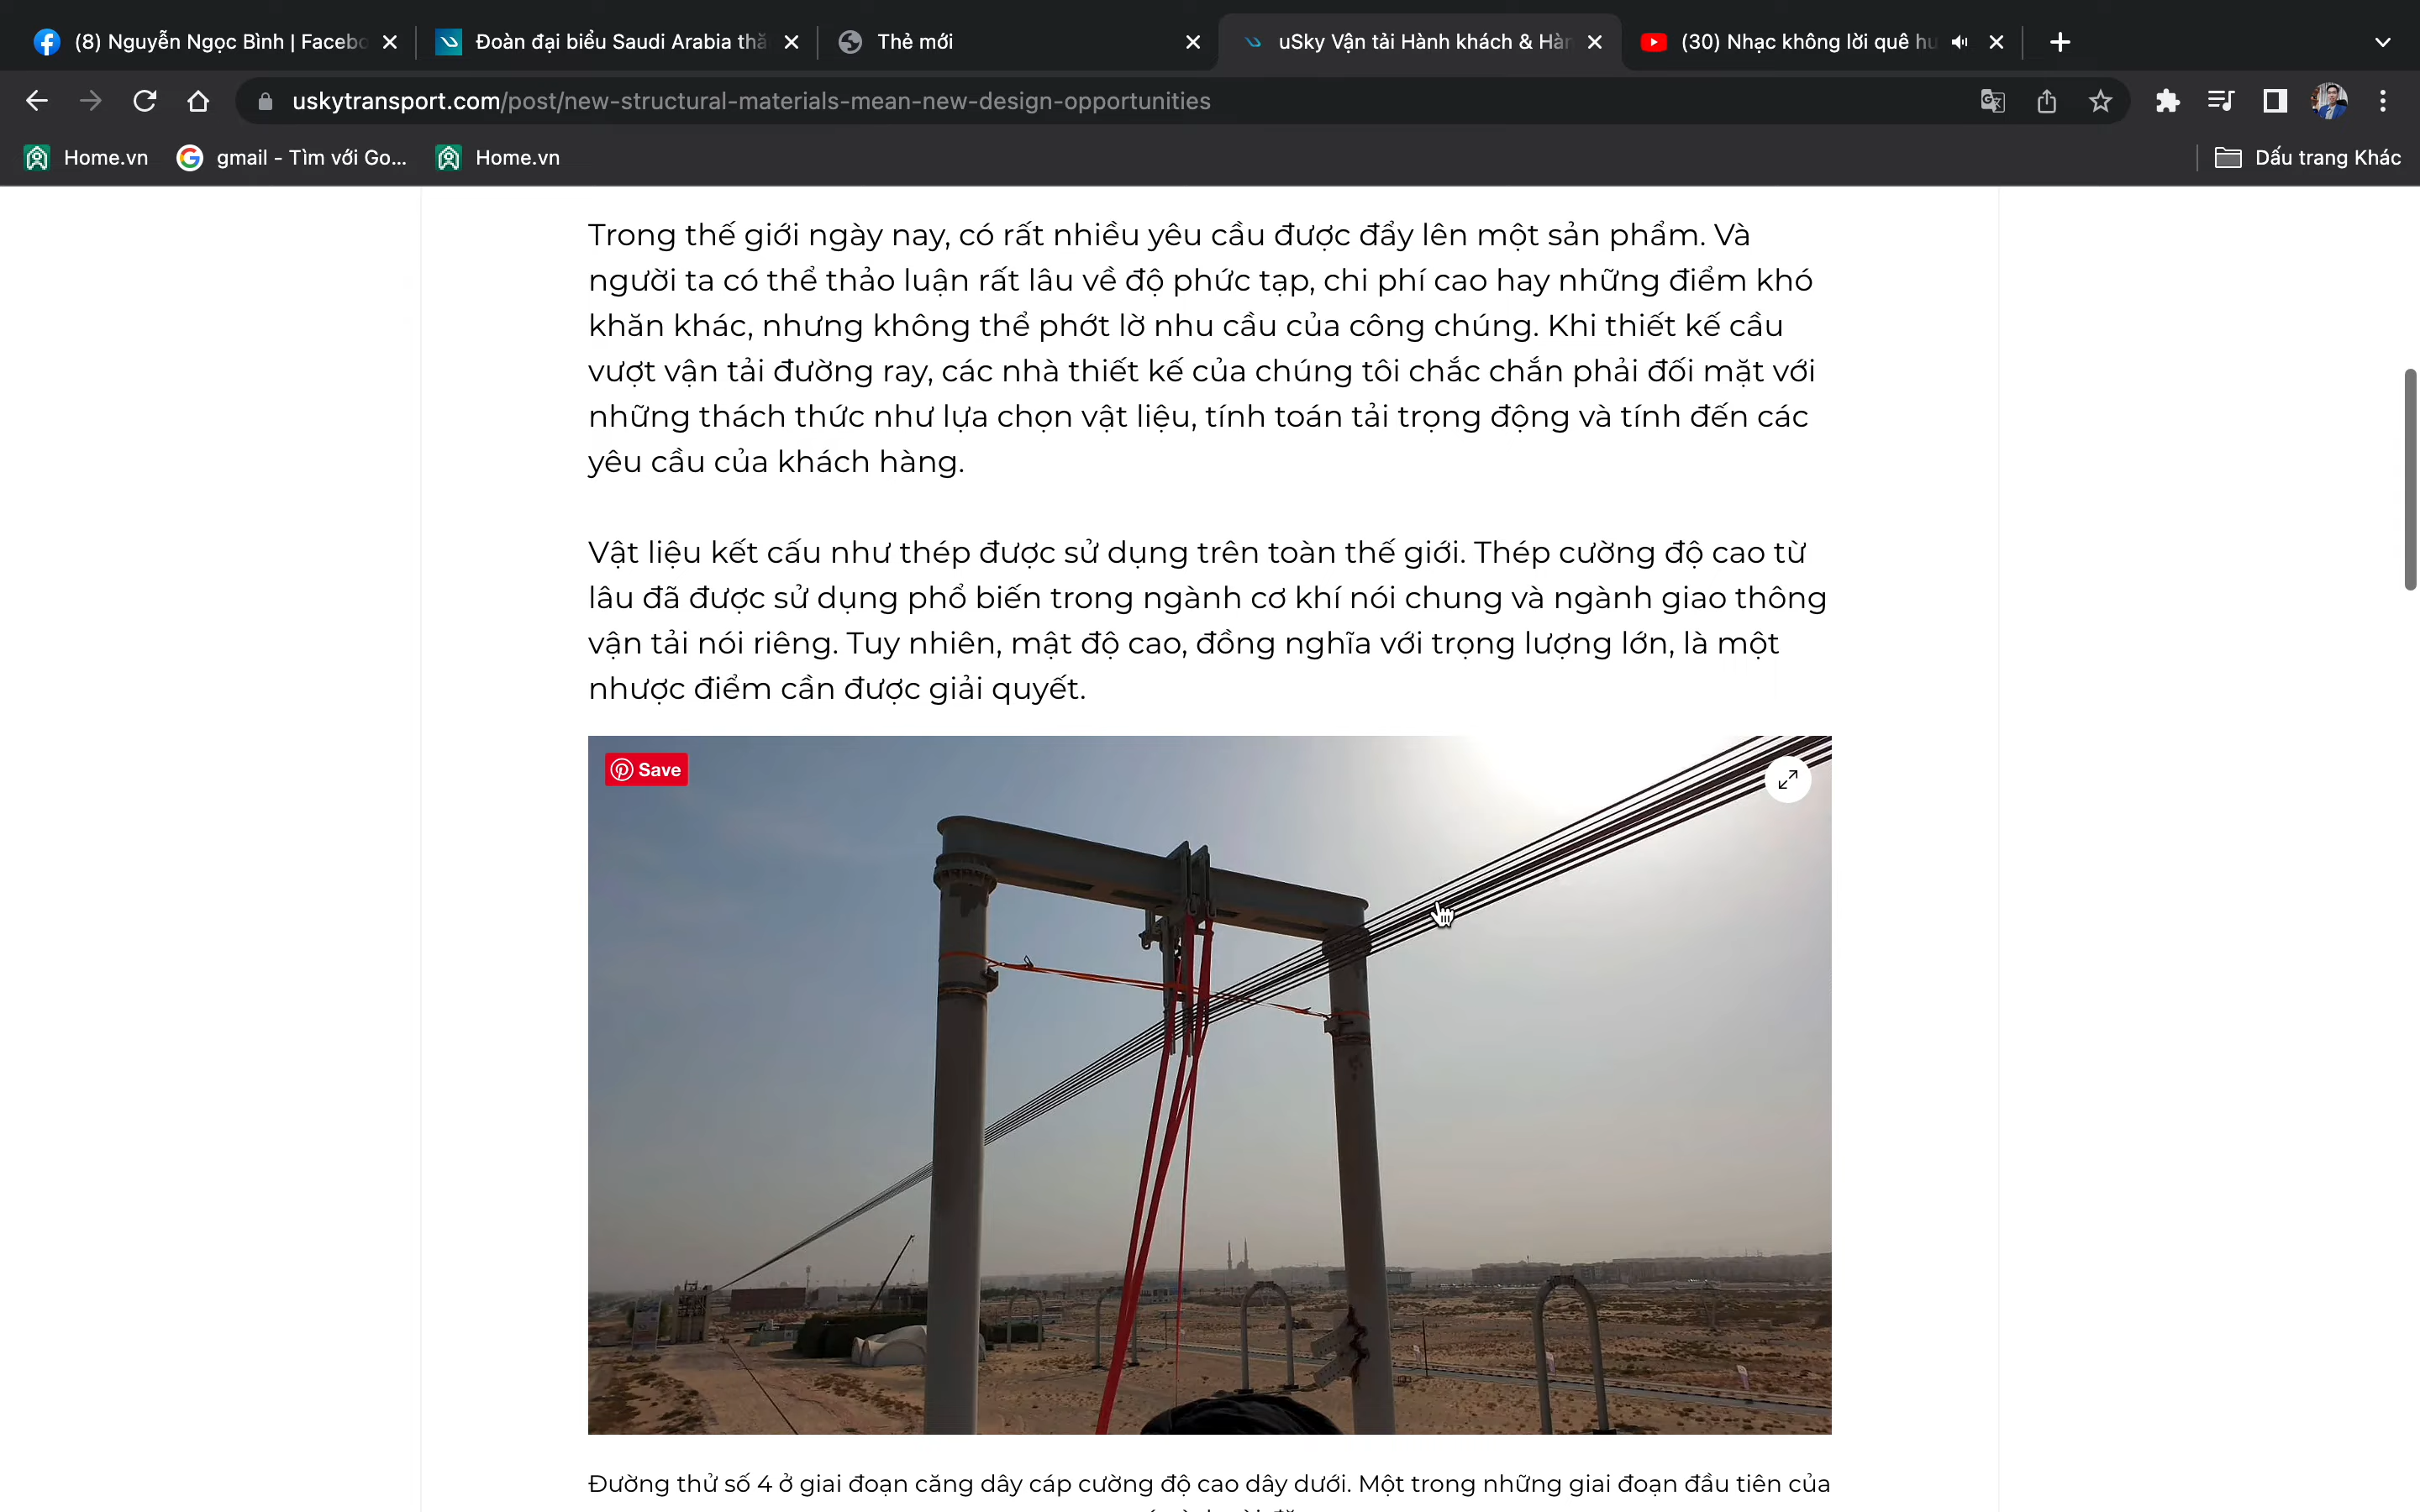 (8) Nguyễn Ngọc Bình | Facebo
Đoàn đại biểu Saudi Arabia thă
Thẻ mới
uSky Vận tải Hành khách & Hàn
(30) Nhạc không lời quê hu
uskytransport.com/post/new-structural-materials-mean-new-design-opportunities
Home.vn
gmail - Tìm với Go...
Home.vn
Dấu trang Khác
Trong thế giới ngày nay, có rất nhiều yêu cầu được đẩy lên một sản phẩm. Và
người ta có thể thảo luận rất lâu về độ phức tạp, chi phí cao hay những điểm khó
khăn khác, nhưng không thể phớt lờ nhu cầu của công chúng. Khi thiết kế cầu
vượt vận tải đường ray, các nhà thiết kế của chúng tôi chắc chắn phải đối mặt với
những thách thức như lựa chọn vật liệu, tính toán tải trọng động và tính đến các
yêu cầu của khách hàng.
Vật liệu kết cấu như thép được sử dụng trên toàn thế giới. Thép cường độ cao từ
lâu đã được sử dụng phổ biến trong ngành cơ khí nói chung và ngành giao thông
vận tải nói riêng. Tuy nhiên, mật độ cao, đồng nghĩa với trọng lượng lớn, là một
nhược điểm cần được giải quyết.
Save
Đường thử số 4 ở giai đoạn căng dây cáp cường độ cao dây dưới. Một trong những giai đoạn đầu tiên của